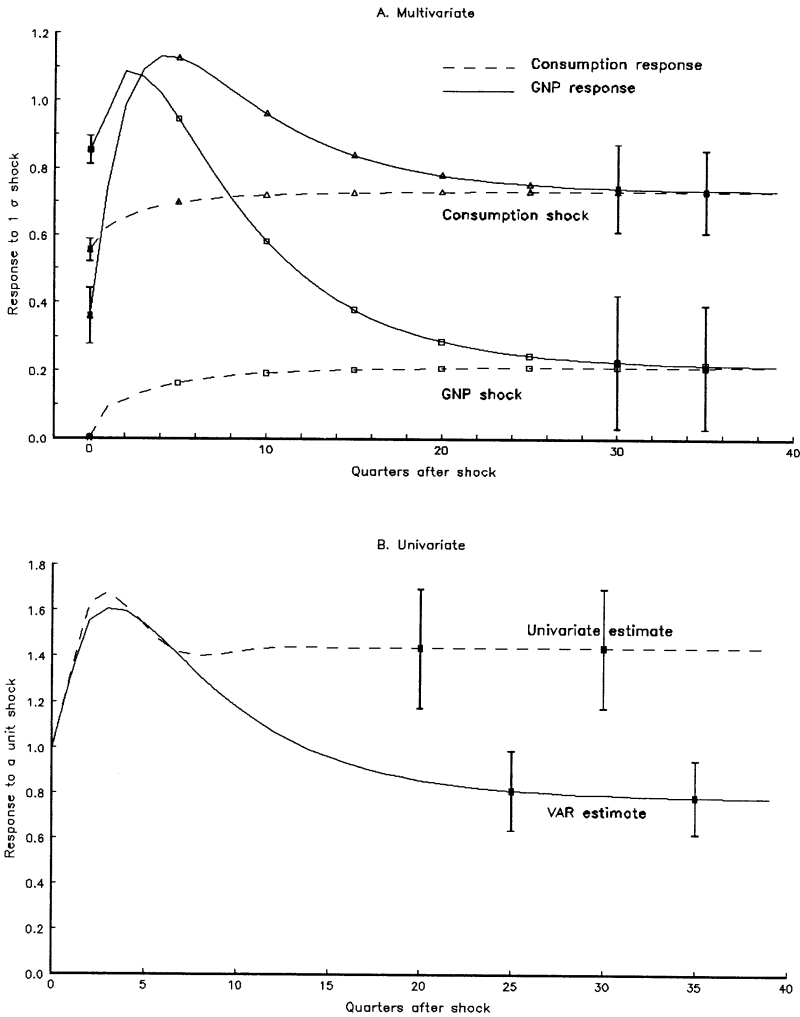 A. Multivariate
1.2
1.0
0.8
0.6
0.4
0.2
0.0
Response to 1 σ shock
Consumption response
GNP response
Consumption shock
GNP shock
0
10
20
30
40
Quarters after shock
B. Univariate
1.8
1.6
1.4
1.2
1.0
0.8
0.6
0.4
0.2
0.0
Response to a unit shock
Univariate estimate
VAR estimate
0
5
10
15
20
25
30
35
40
Quarters after shock